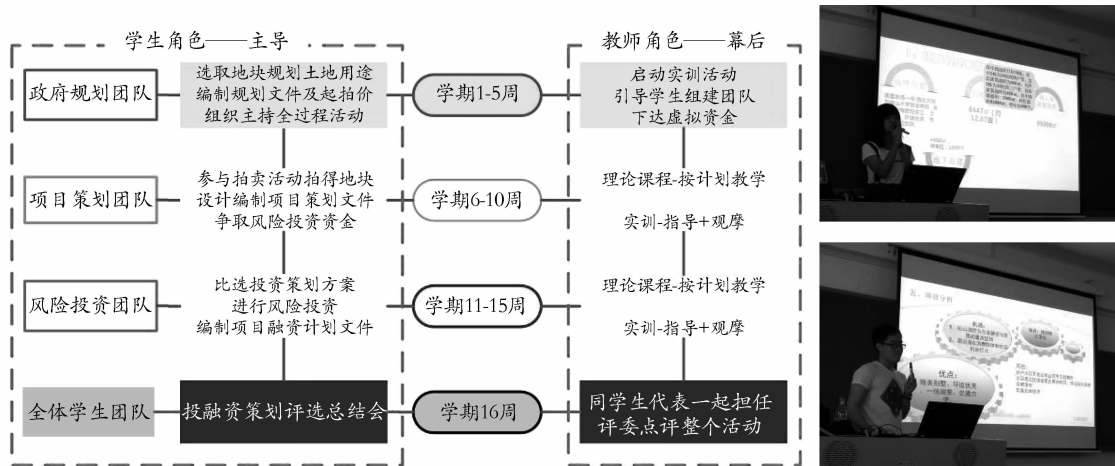 学生角色——主导
教师角色——幕后
政府规划团队
选取地块规划土地用途
编制规划文件及起拍价
组织主持全过程活动
学期1-5周
启动实训活动
引导学生组建团队
下达虚拟资金
项目策划团队
参与拍卖活动拍得地块
设计编制项目策划文件
争取风险投资资金
学期6-10周
理论课程-按计划教学
实训-指导+观摩
风险投资团队
比选投资策划方案
进行风险投资
编制项目融资计划文件
学期11-15周
理论课程-按计划教学
实训-指导+观摩
全体学生团队
投融资策划评选总结会
学期16周
同学生代表一起担任
评委点评整个活动
机遇：
优点：